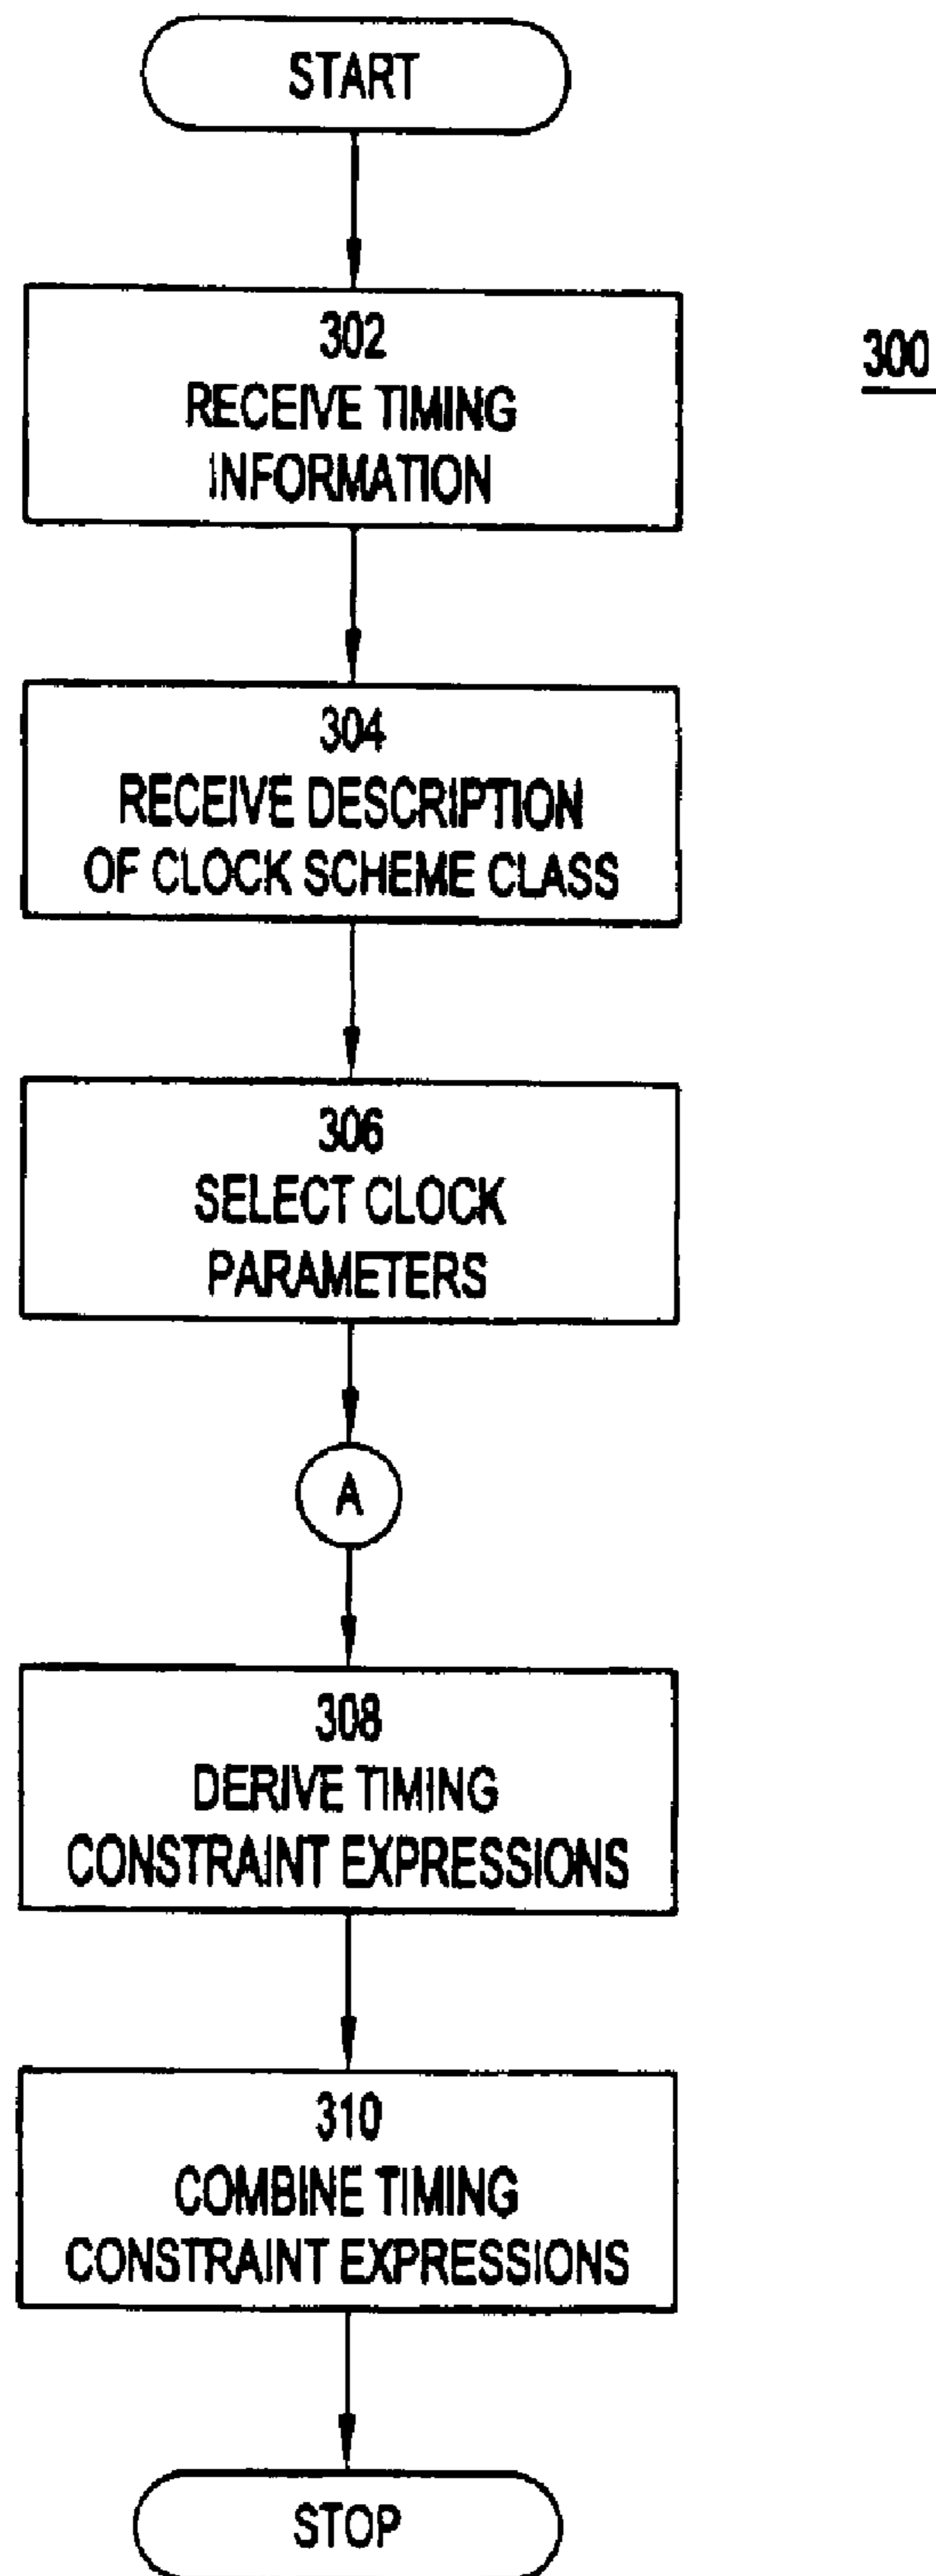 START
302
RECEIVE TIMING
INFORMATION
300
304
RECEIVE DESCRIPTION
OF CLOCK SCHEME CLASS
306
SELECT CLOCK
PARAMETERS
A
308
DERIVE TIMING
CONSTRAINT EXPRESSIONS
310
COMBINE TIMING
CONSTRAINT EXPRESSIONS
STOP